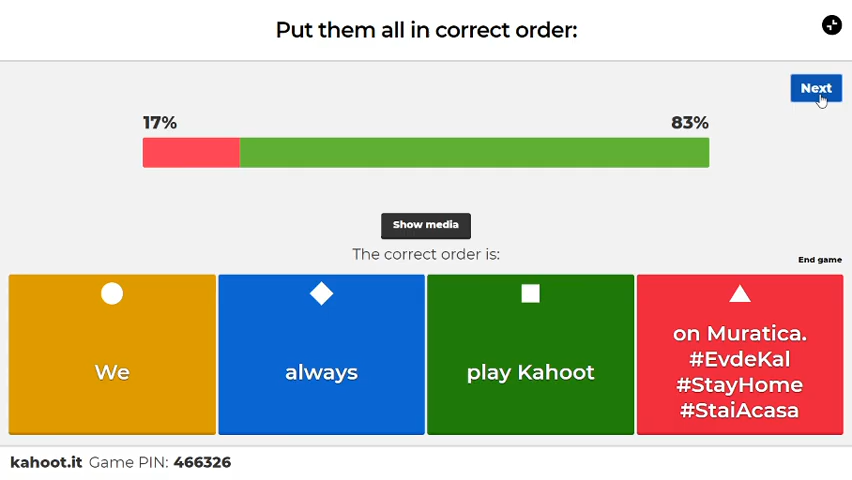 Put them all in correct order:
Next
17%
83%
Show media
The correct order is:
End game
We
always
play Kahoot
on Muratica.
#EvdeKal
#StayHome
#StaiAcasa
kahoot.it Game PIN: 466326